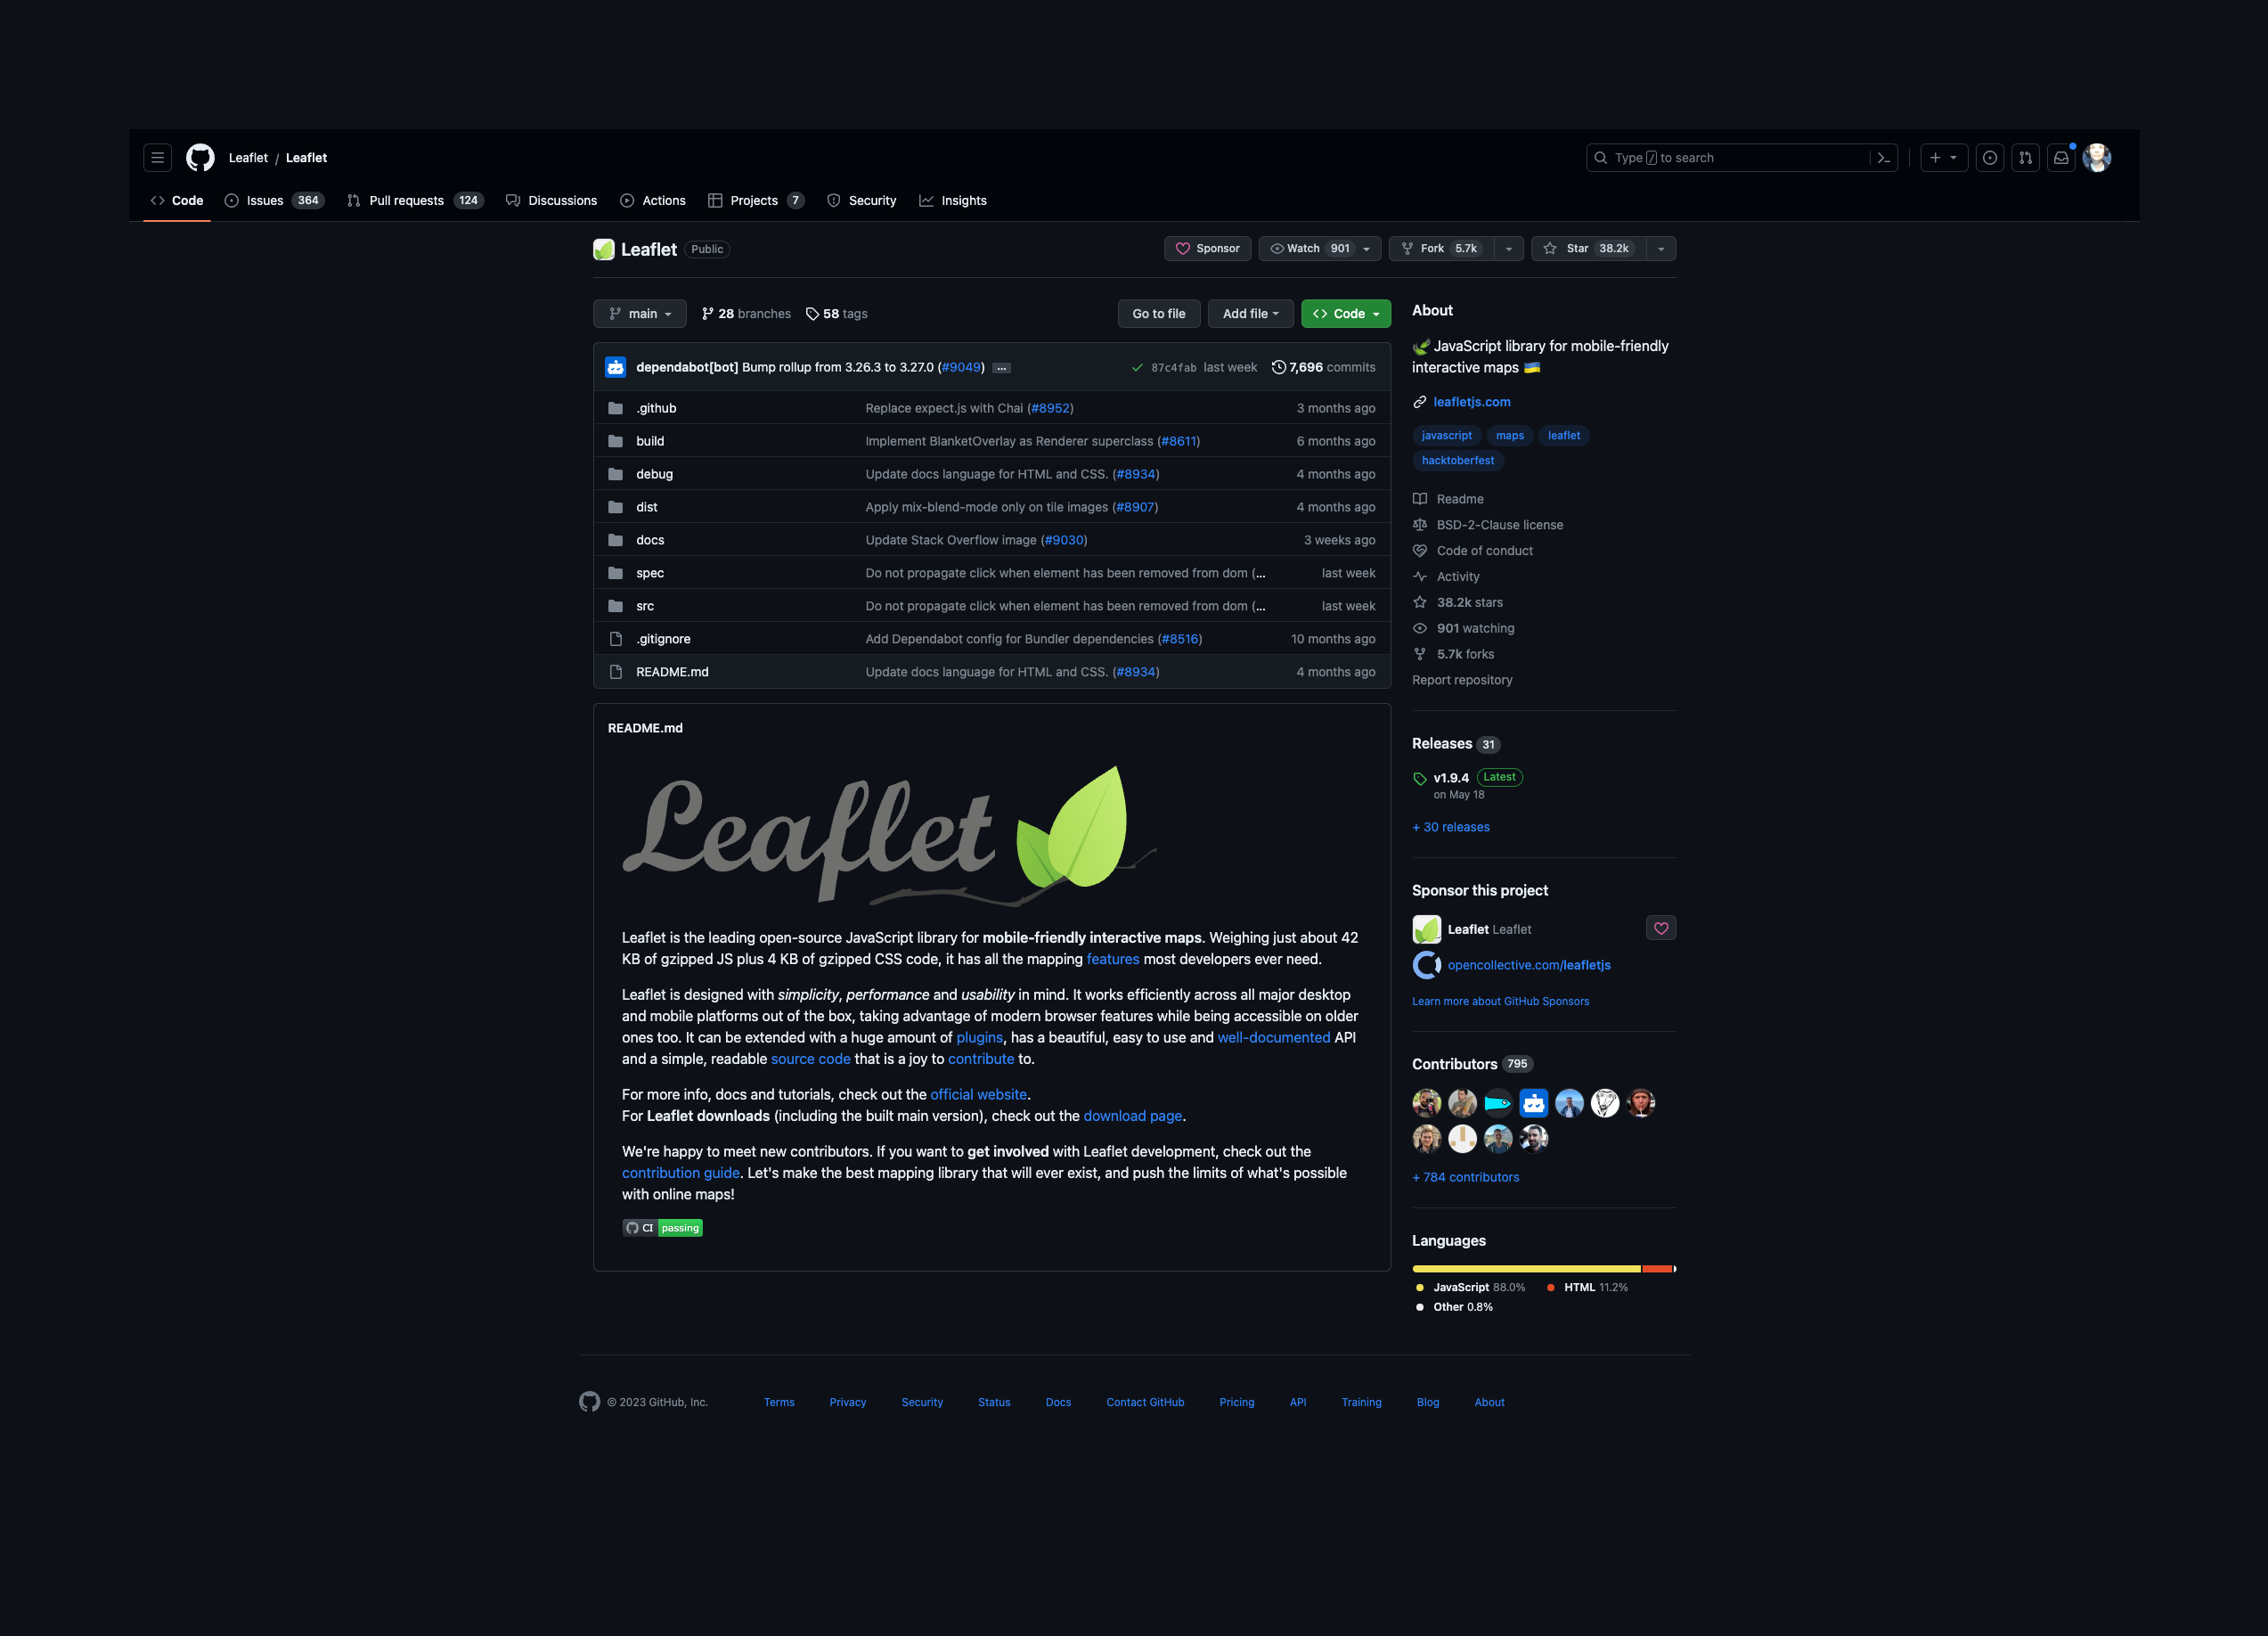 Leaflet / Leaflet
Type / to search
Code
Issues 364
Pull requests 124
Discussions
Actions
Projects 7
Security
Insights
Leaflet Public
Sponsor
Watch 901
Fork 5.7k
Star 38.2k
main
28 branches
58 tags
Go to file
Add file
Code
dependabot[bot] Bump rollup from 3.26.3 to 3.27.0 (#9049) ...
87c4fab last week
7,696 commits
.github Replace expect.js with Chai (#8952) 3 months ago
build Implement BlanketOverlay as Renderer superclass (#8611) 6 months ago
debug Update docs language for HTML and CSS. (#8934) 4 months ago
dist Apply mix-blend-mode only on tile images (#8907) 4 months ago
docs Update Stack Overflow image (#9030) 3 weeks ago
spec Do not propagate click when element has been removed from dom (... last week
src Do not propagate click when element has been removed from dom (... last week
.gitignore Add Dependabot config for Bundler dependencies (#8516) 10 months ago
README.md Update docs language for HTML and CSS. (#8934) 4 months ago
README.md
Leaflet
Leaflet is the leading open-source JavaScript library for mobile-friendly interactive maps. Weighing just about 42
KB of gzipped JS plus 4 KB of gzipped CSS code, it has all the mapping features most developers ever need.
Leaflet is designed with simplicity, performance and usability in mind. It works efficiently across all major desktop
and mobile platforms out of the box, taking advantage of modern browser features while being accessible on older
ones too. It can be extended with a huge amount of plugins, has a beautiful, easy to use and well-documented API
and a simple, readable source code that is a joy to contribute to.
For more info, docs and tutorials, check out the official website.
For Leaflet downloads (including the built main version), check out the download page.
We're happy to meet new contributors. If you want to get involved with Leaflet development, check out the
contribution guide. Let's make the best mapping library that will ever exist, and push the limits of what's possible
with online maps!
CI passing
About
JavaScript library for mobile-friendly
interactive maps
leafletjs.com
javascript maps leaflet
hacktoberfest
Readme
BSD-2-Clause license
Code of conduct
Activity
38.2k stars
901 watching
5.7k forks
Report repository
Releases 31
v1.9.4 Latest
on May 18
+ 30 releases
Sponsor this project
Leaflet Leaflet
opencollective.com/leafletjs
Learn more about GitHub Sponsors
Contributors 795
+ 784 contributors
Languages
JavaScript 88.0% HTML 11.2%
Other 0.8%
© 2023 GitHub, Inc. Terms Privacy Security Status Docs Contact GitHub Pricing API Training Blog About